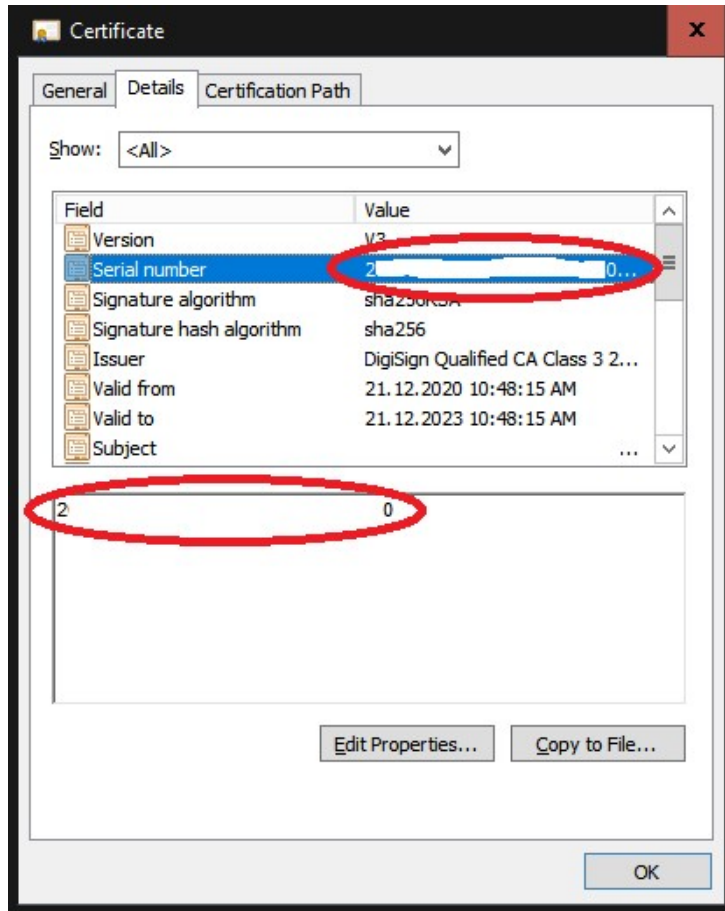 Certificate
X
General Details Certification Path
Show: <All>
Field Value
Version V3
Serial number 2 0...
Signature algorithm sha256RSA
Signature hash algorithm sha256
Issuer DigiSign Qualified CA Class 3 2...
Valid from 21.12.2020 10:48:15 AM
Valid to 21.12.2023 10:48:15 AM
Subject ...
2 0
Edit Properties... Copy to File...
OK